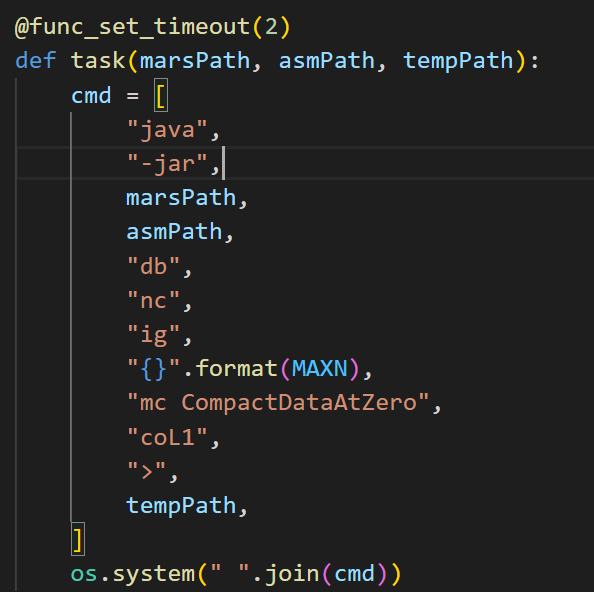 @func_set_timeout(2)
def task(marsPath, asmPath, tempPath):
    cmd = [
        "java",
        "-jar",
        marsPath,
        asmPath,
        "db",
        "nc",
        "ig",
        "{}".format(MAXN),
        "mc CompactDataAtZero",
        "coL1",
        ">",
        tempPath,
    ]
    os.system(" ".join(cmd))